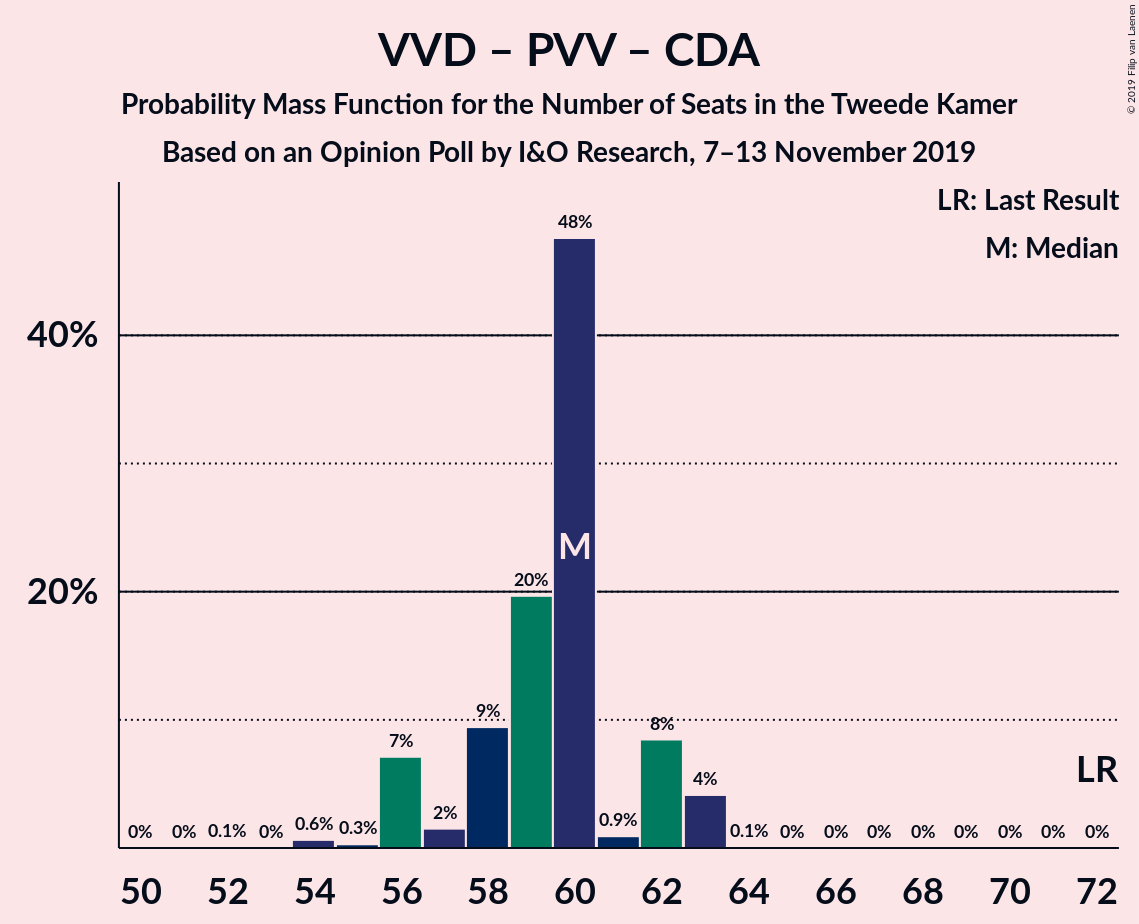 VVD – PVV – CDA
Probability Mass Function for the Number of Seats in the Tweede Kamer
Based on an Opinion Poll by I&O Research, 7–13 November 2019
© 2019 Filip van Laenen
LR: Last Result
M: Median
40%
20%
0% 0% 0.1% 0% 0.6% 0.3% 7% 2% 9% 20% 48% 0.9% 8% 4% 0.1% 0% 0% 0% 0% 0% 0% 0% 0%
M
LR
50 52 54 56 58 60 62 64 66 68 70 72